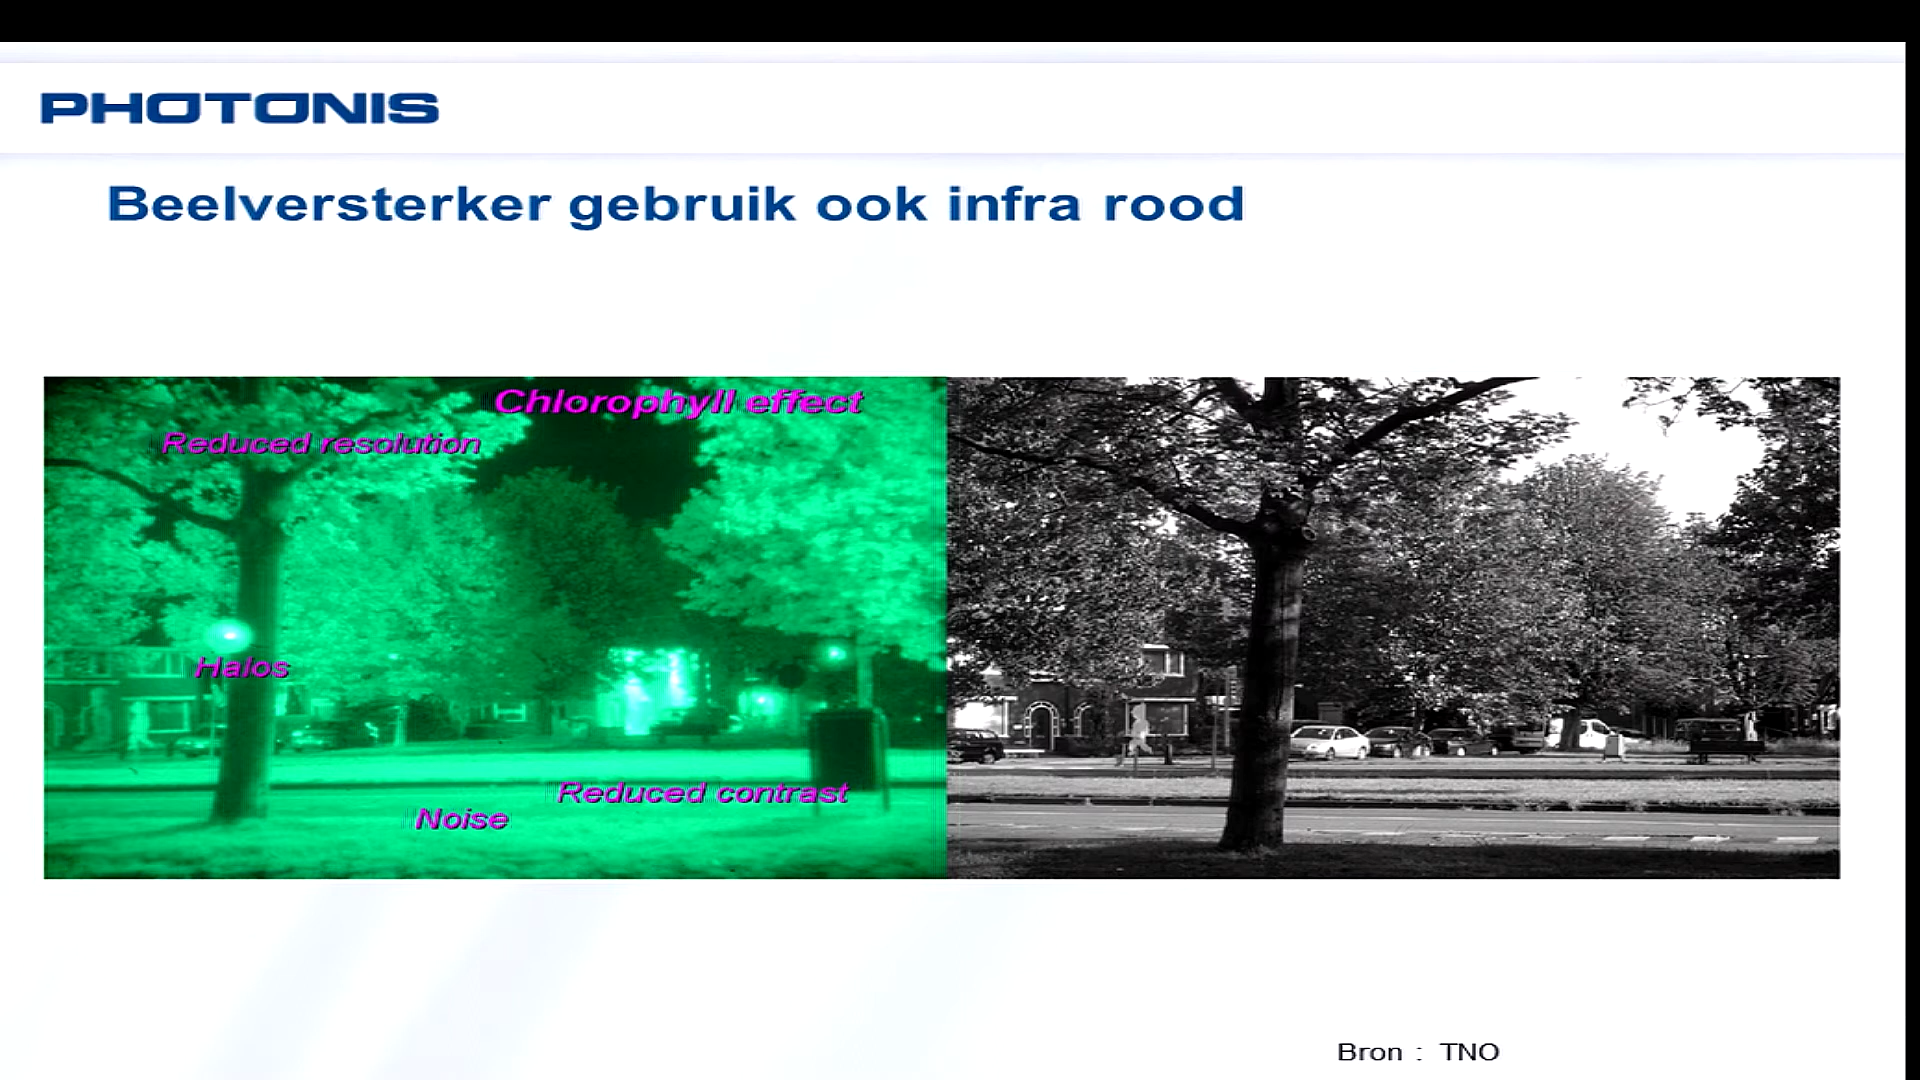 PHOTONIS
Beelversterker gebruik ook infra rood
Chlorophyll effect
Reduced resolution
Halos
Reduced contrast
Noise
Bron : TNO